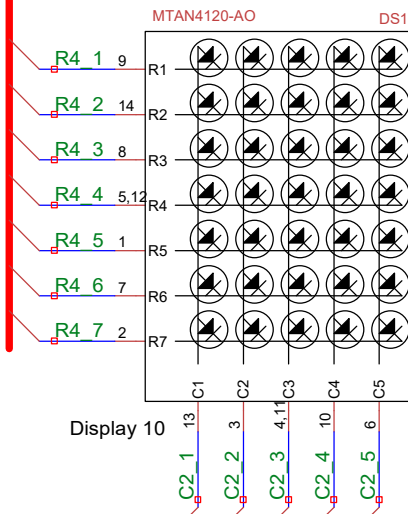 MTAN4120-AO DS1
R4_1 9 R1
R4_2 14 R2
R4_3 8 R3
R4_4 5,12 R4
R4_5 1 R5
R4_6 7 R6
R4_7 2 R7
C1 C2 C3 C4 C5
Display 10 13 3 4,11 10 6
C2_1 C2_2 C2_3 C2_4 C2_5